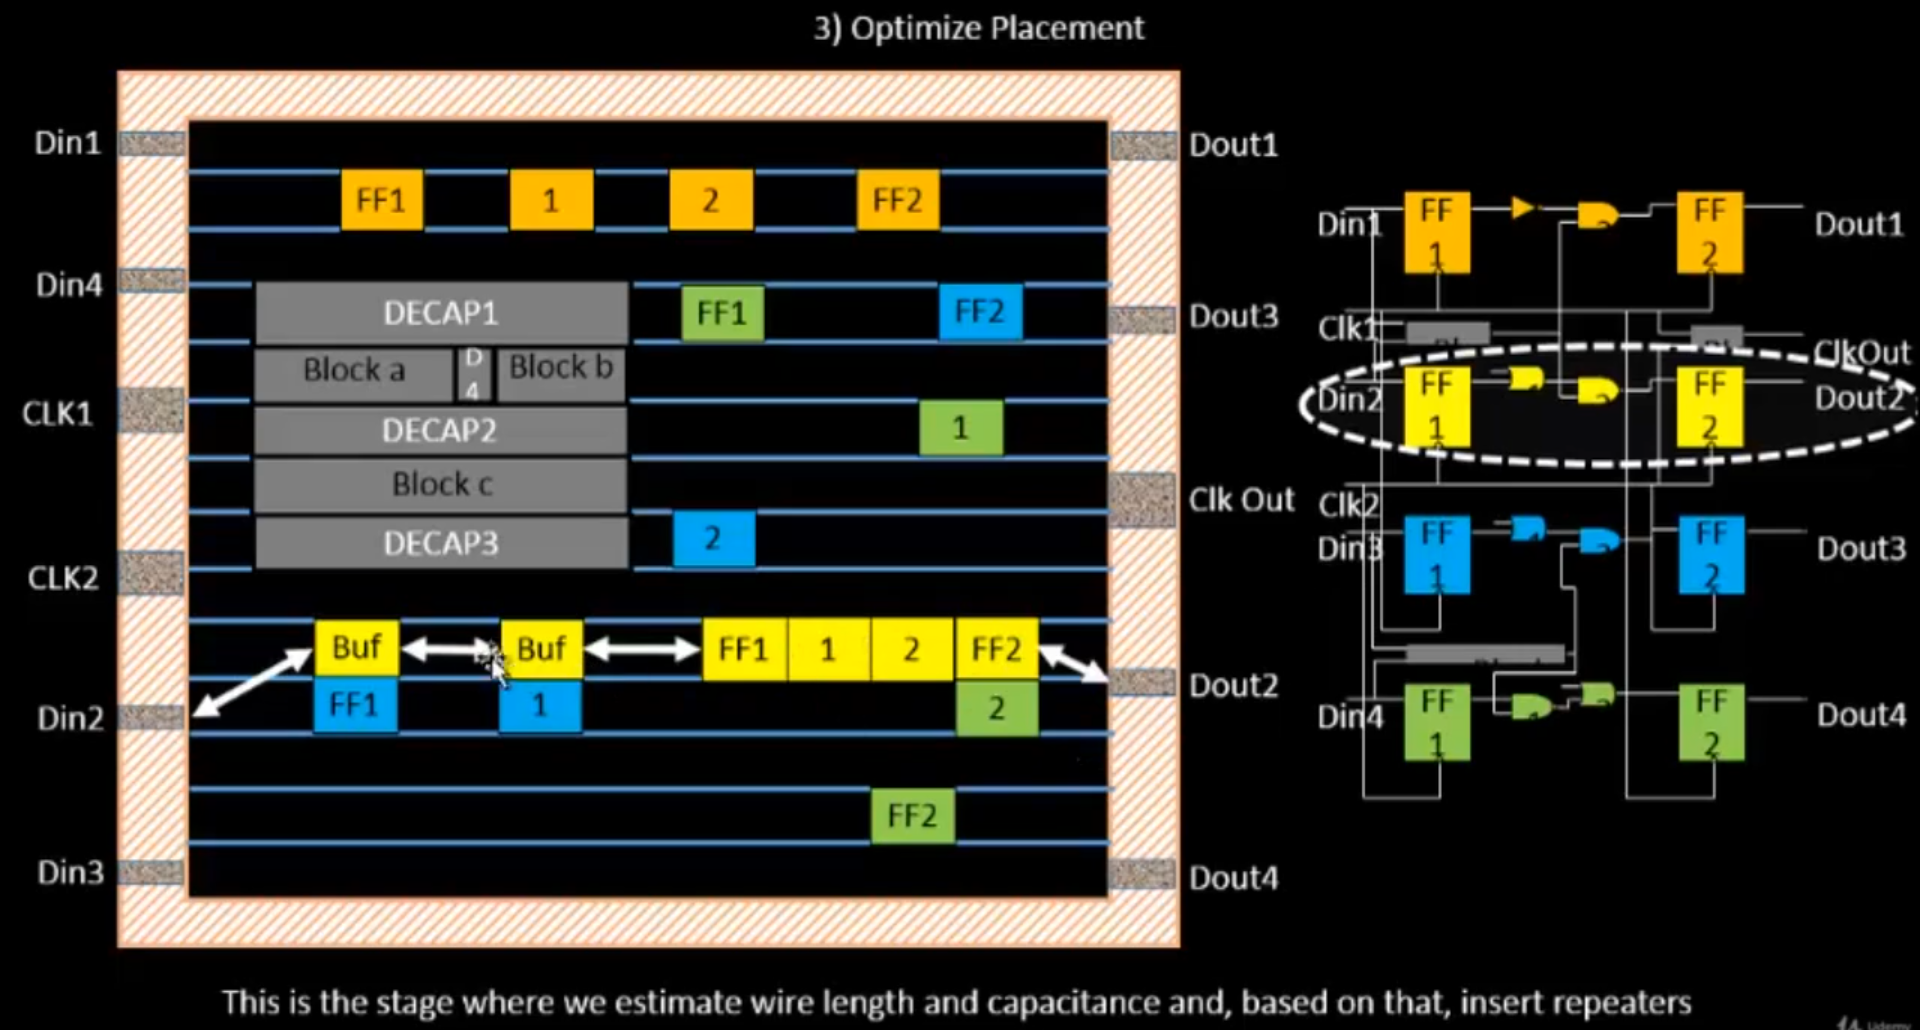 3) Optimize Placement
Din1
Dout1
FF1 1 2 FF2
Din4
DECAP1
FF1
FF2
Dout3
Block a
D
4
Block b
CLK1
DECAP2
1
Block c
Clk Out
DECAP3
2
CLK2
Buf
Buf
FF1 1 2 FF2
Dout2
FF1
1
2
Din2
FF2
Din3
Dout4
Din1
FF
1
FF
2
Dout1
Clk1
ClkOut
Din2
FF
1
FF
2
Dout2
Clk2
Din3
FF
1
FF
2
Dout3
Din4
FF
1
FF
2
Dout4
This is the stage where we estimate wire length and capacitance and, based on that, insert repeaters
Udemy